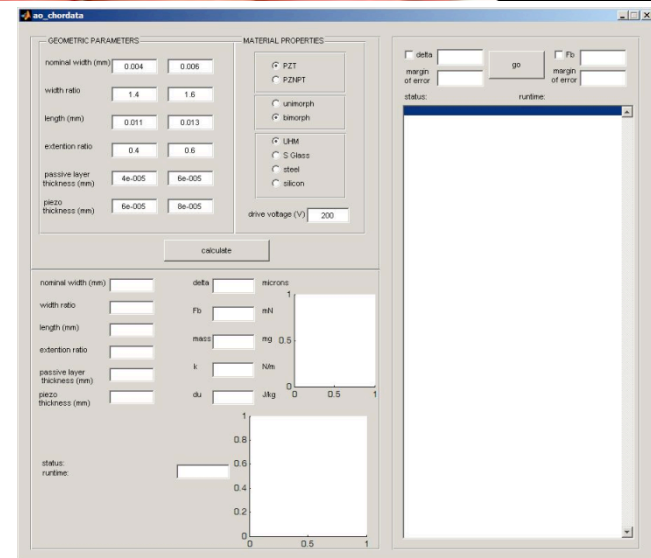 ao_chordata
GEOMETRIC PARAMETERS
nominal width (mm) 0.004 0.006
width ratio 1.4 1.6
length (mm) 0.011 0.013
extention ratio 0.4 0.6
passive layer
thickness (mm) 4e-005 6e-005
piezo
thickness (mm) 6e-005 8e-005
MATERIAL PROPERTIES
PZT
PZNPT
unimorph
bimorph
UHM
S Glass
steel
silicon
drive voltage (V) 200
calculate
nominal width (mm)
width ratio
length (mm)
extention ratio
passive layer
thickness (mm)
piezo
thickness (mm)
delta microns
Fb mN
mass mg
k N/m
du J/kg
1
0.5
0
0 0.5 1
status:
runtime:
1
0.8
0.6
0.4
0.2
0
0 0.5 1
delta
margin
of error
go
Fb
margin
of error
status: runtime: